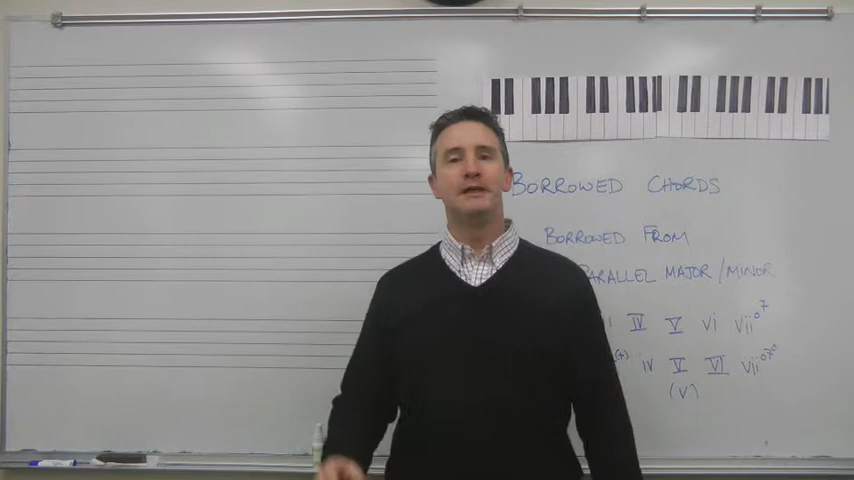 BORROWED CHORDS
BORROWED FROM
PARALLEL MAJOR/MINOR
IV V vi vii°7
(+) iv V VI vii°7°
(v)